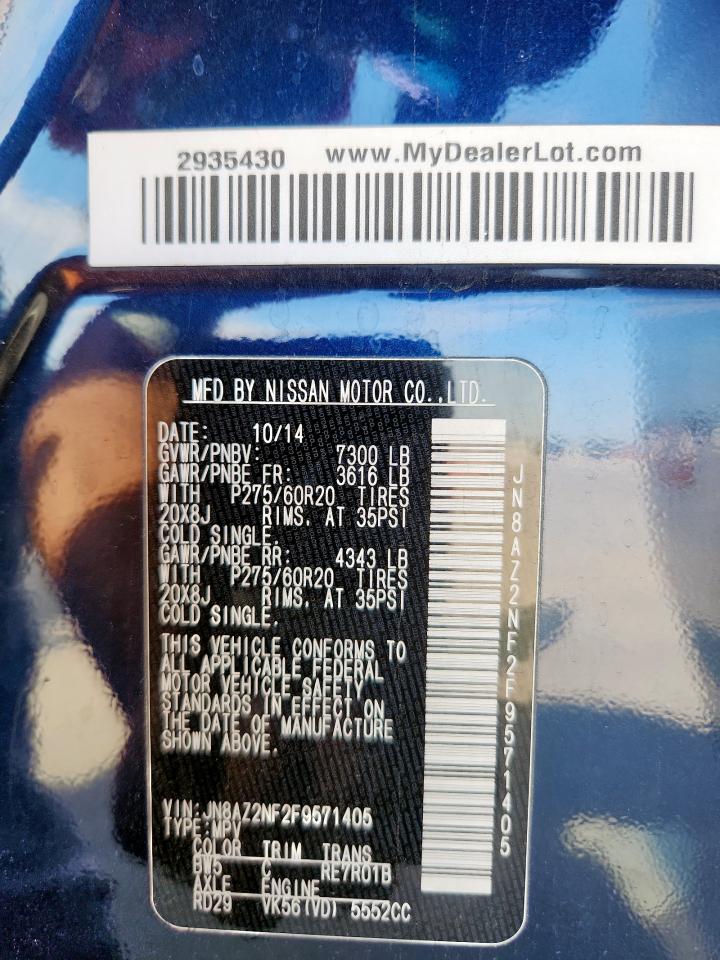 2935430 www.MyDealerLot.com
MFD BY NISSAN MOTOR CO.,LTD.
DATE: 10/14
GVWR/PNBV: 7300 LB
GAWR/PNBE FR: 3616 LB
WITH P275/60R20 TIRES
20X8J RIMS. AT 35PSI
COLD SINGLE.
GAWR/PNBE RR: 4343 LB
WITH P275/60R20 TIRES
20X8J RIMS. AT 35PSI
COLD SINGLE.
THIS VEHICLE CONFORMS TO
ALL APPLICABLE FEDERAL
MOTOR VEHICLE SAFETY
STANDARDS IN EFFECT ON
THE DATE OF MANUFACTURE
SHOWN ABOVE.
VIN:JN8AZ2NF2F9571405
TYPE:MPV
COLOR TRIM TRANS
BW5 C RE7R01B
AXLE ENGINE
RD29 VK56(VD) 5552CC
JN8AZ2NF2F9571405